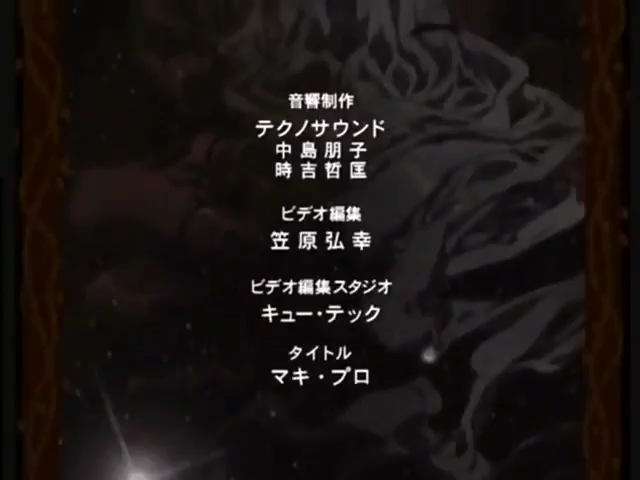 音響制作
テクノサウンド
中島朋子
時吉哲匡
ビデオ編集
笠原弘幸
ビデオ編集スタジオ
キュー・テック
タイトル
マキ・プロ